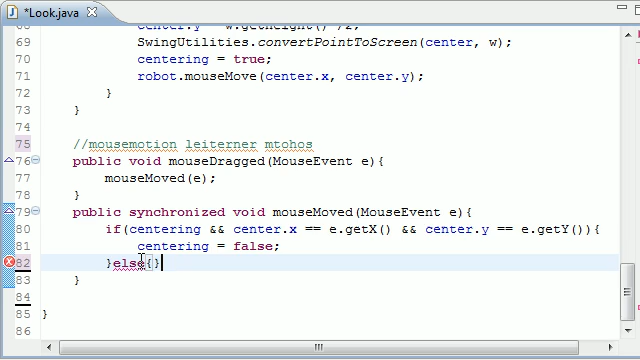 *Look.java
68 center.y = w.getHeight() /2;
69 SwingUtilities.convertPointToScreen(center, w);
70 centering = true;
71 robot.mouseMove(center.x, center.y);
72 }
73 }
74
75 //mousemotion leiterner mtohos
76 public void mouseDragged(MouseEvent e){
77 mouseMoved(e);
78 }
79 public synchronized void mouseMoved(MouseEvent e){
80 if(centering && center.x == e.getX() && center.y == e.getY()){
81 centering = false;
82 }else{}
83 }
84
85 }
86